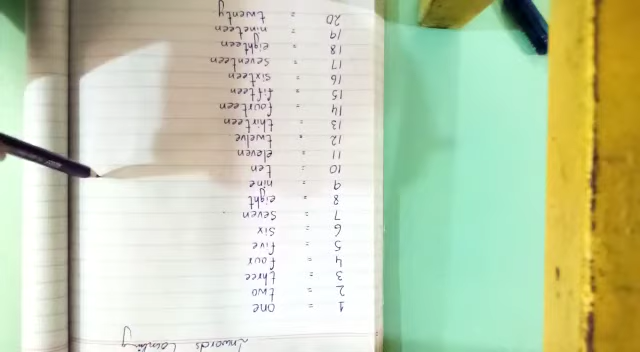 Inwards Counting
1 = one
2 = two
3 = three
4 = four
5 = five
6 = six
7 = seven
8 = eight
9 = nine
10 = ten
11 = eleven
12 = twelve
13 = thirteen
14 = fourteen
15 = fifteen
16 = sixteen
17 = seventeen
18 = eighteen
19 = nineteen
20 = twenty